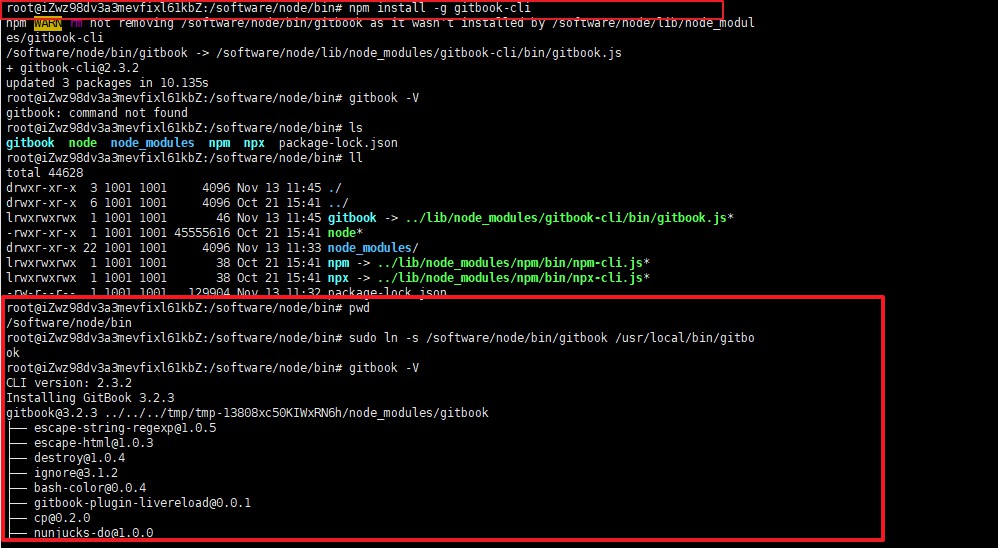 root@iZwz98dv3a3mevfixl61kbZ:/software/node/bin# npm install -g gitbook-cli
npm WARN rm not removing /software/node/bin/gitbook as it wasn't installed by /software/node/lib/node_modul
es/gitbook-cli
/software/node/bin/gitbook -> /software/node/lib/node_modules/gitbook-cli/bin/gitbook.js
+ gitbook-cli@2.3.2
updated 3 packages in 10.135s
root@iZwz98dv3a3mevfixl61kbZ:/software/node/bin# gitbook -V
gitbook: command not found
root@iZwz98dv3a3mevfixl61kbZ:/software/node/bin# ls
gitbook node node_modules npm npx package-lock.json
root@iZwz98dv3a3mevfixl61kbZ:/software/node/bin# ll
total 44628
drwxr-xr-x 3 1001 1001 4096 Nov 13 11:45 ./
drwxr-xr-x 6 1001 1001 4096 Oct 21 15:41 ../
lrwxrwxrwx 1 1001 1001 46 Nov 13 11:45 gitbook -> ../lib/node_modules/gitbook-cli/bin/gitbook.js*
-rwxr-xr-x 1 1001 1001 45555616 Oct 21 15:41 node*
drwxr-xr-x 22 1001 1001 4096 Nov 13 11:33 node_modules/
lrwxrwxrwx 1 1001 1001 38 Oct 21 15:41 npm -> ../lib/node_modules/npm/bin/npm-cli.js*
lrwxrwxrwx 1 1001 1001 38 Oct 21 15:41 npx -> ../lib/node_modules/npm/bin/npx-cli.js*
-rw-r--r-- 1 1001 1001 129904 Nov 13 11:32 package-lock.json
root@iZwz98dv3a3mevfixl61kbZ:/software/node/bin# pwd
/software/node/bin
root@iZwz98dv3a3mevfixl61kbZ:/software/node/bin# sudo ln -s /software/node/bin/gitbook /usr/local/bin/gitbo
ok
root@iZwz98dv3a3mevfixl61kbZ:/software/node/bin# gitbook -V
CLI version: 2.3.2
Installing GitBook 3.2.3
gitbook@3.2.3 ../../../tmp/tmp-13808xc50KIWxRN6h/node_modules/gitbook
├── escape-string-regexp@1.0.5
├── escape-html@1.0.3
├── destroy@1.0.4
├── ignore@3.1.2
├── bash-color@0.0.4
├── gitbook-plugin-livereload@0.0.1
├── cp@0.2.0
├── nunjucks-do@1.0.0